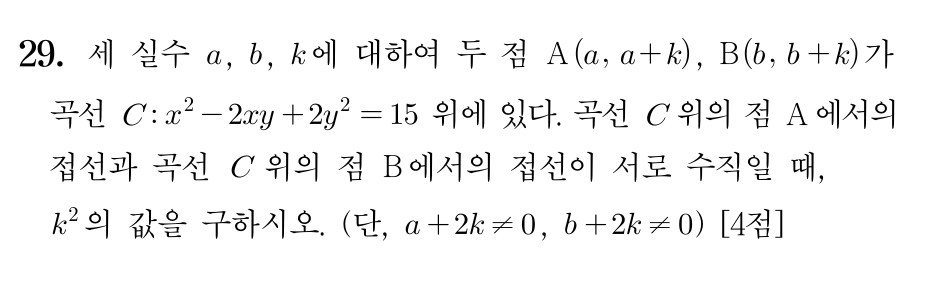 29. 세 실수 a, b, k에 대하여 두 점 A(a, a+k), B(b, b+k)가
곡선 C: x² − 2xy + 2y² = 15 위에 있다. 곡선 C 위의 점 A에서의
접선과 곡선 C 위의 점 B에서의 접선이 서로 수직일 때,
k²의 값을 구하시오. (단, a+2k≠0, b+2k≠0) [4점]